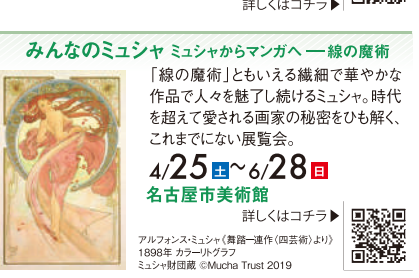 詳しくはコチラ▶
みんなのミュシャ ミュシャからマンガへ ― 線の魔術
「線の魔術」ともいえる繊細で華やかな
作品で人々を魅了し続けるミュシャ。時代
を超えて愛される画家の秘密をひも解く、
これまでにない展覧会。
4/25土〜6/28日
名古屋市美術館
詳しくはコチラ▶
アルフォンス・ミュシャ《舞踏―連作〈四芸術〉より》
1898年 カラーリトグラフ
ミュシャ財団蔵 ©Mucha Trust 2019